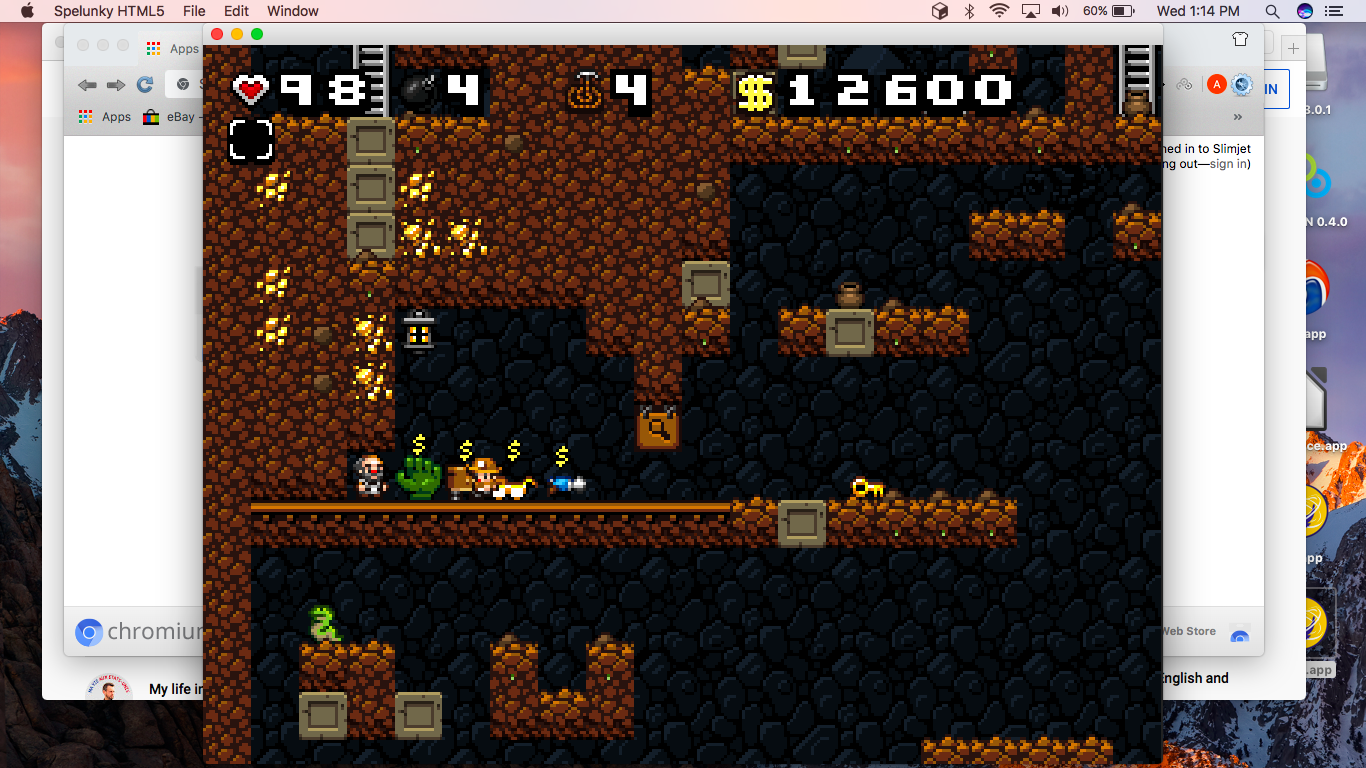 Spelunky HTML5 File Edit Window 60% Wed 1:14 PM
Apps
Apps eBay
98 4 4 $12600
A
IN
3.0.1
ned in to Slimjet
ng out—sign in)
N 0.4.0
pp
$ $ $ $
ce.app
pp
chromiu
Web Store
.app
My life in
English and